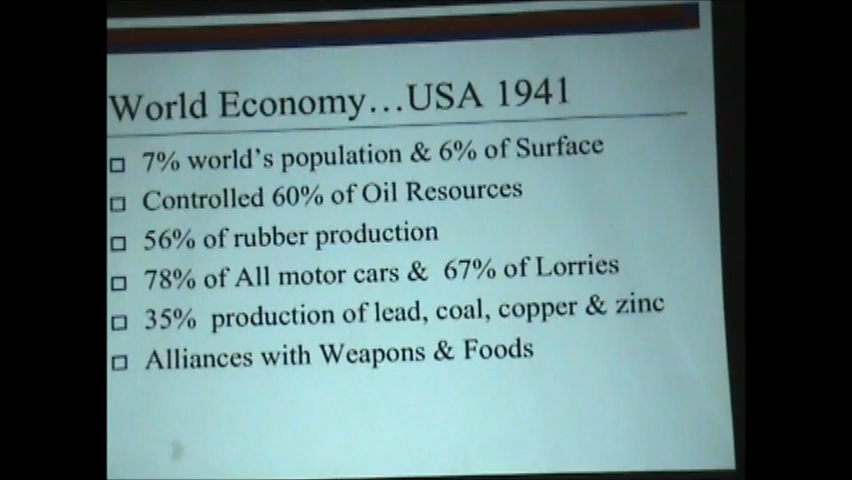 World Economy…USA 1941
7% world's population & 6% of Surface
Controlled 60% of Oil Resources
56% of rubber production
78% of All motor cars & 67% of Lorries
35% production of lead, coal, copper & zinc
Alliances with Weapons & Foods